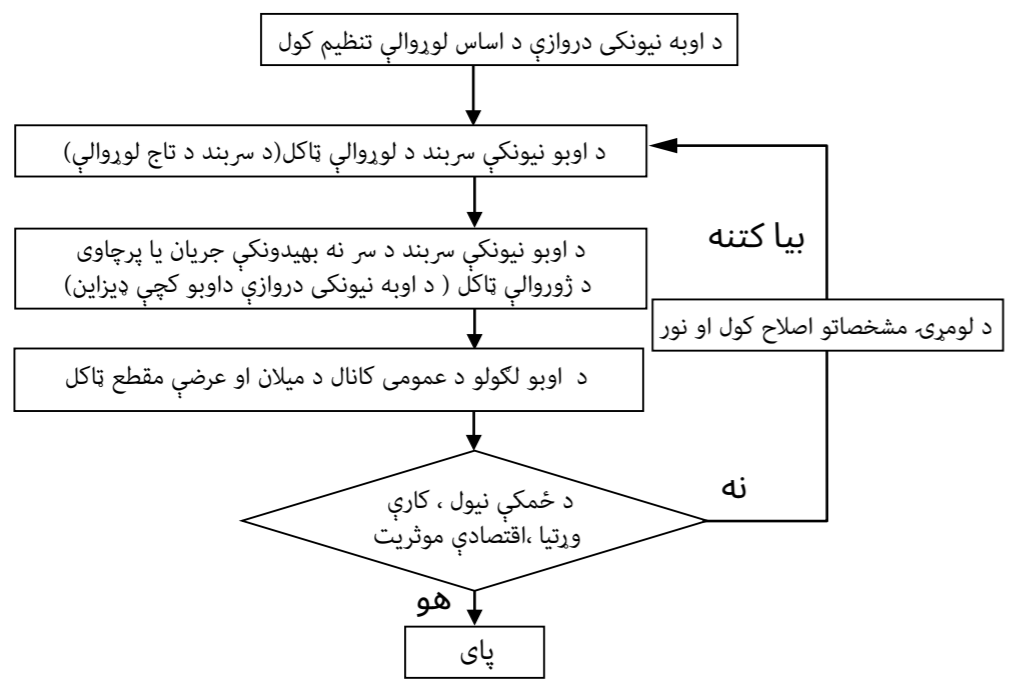 د اوبه نیونکی دروازې د اساس لوړوالې تنظیم کول
د اوبو نیونکې سربند د لوړوالې ټاکل(د سربند د تاج لوړوالې)
د اوبو نیونکې سربند د سر نه بهیدونکې جریان یا پرچاوی
د ژوروالې ټاکل ( د اوبه نیونکی دروازې داوبو کچې ډیزاین)
بیا کتنه
د لومړۍ مشخصاتو اصلاح کول او نور
د اوبو لګولو د عمومی کانال د میلان او عرضې مقطع ټاکل
د ځمکې نیول ، کارې
وړتیا ،اقتصادې موثریت
نه
هو
پای